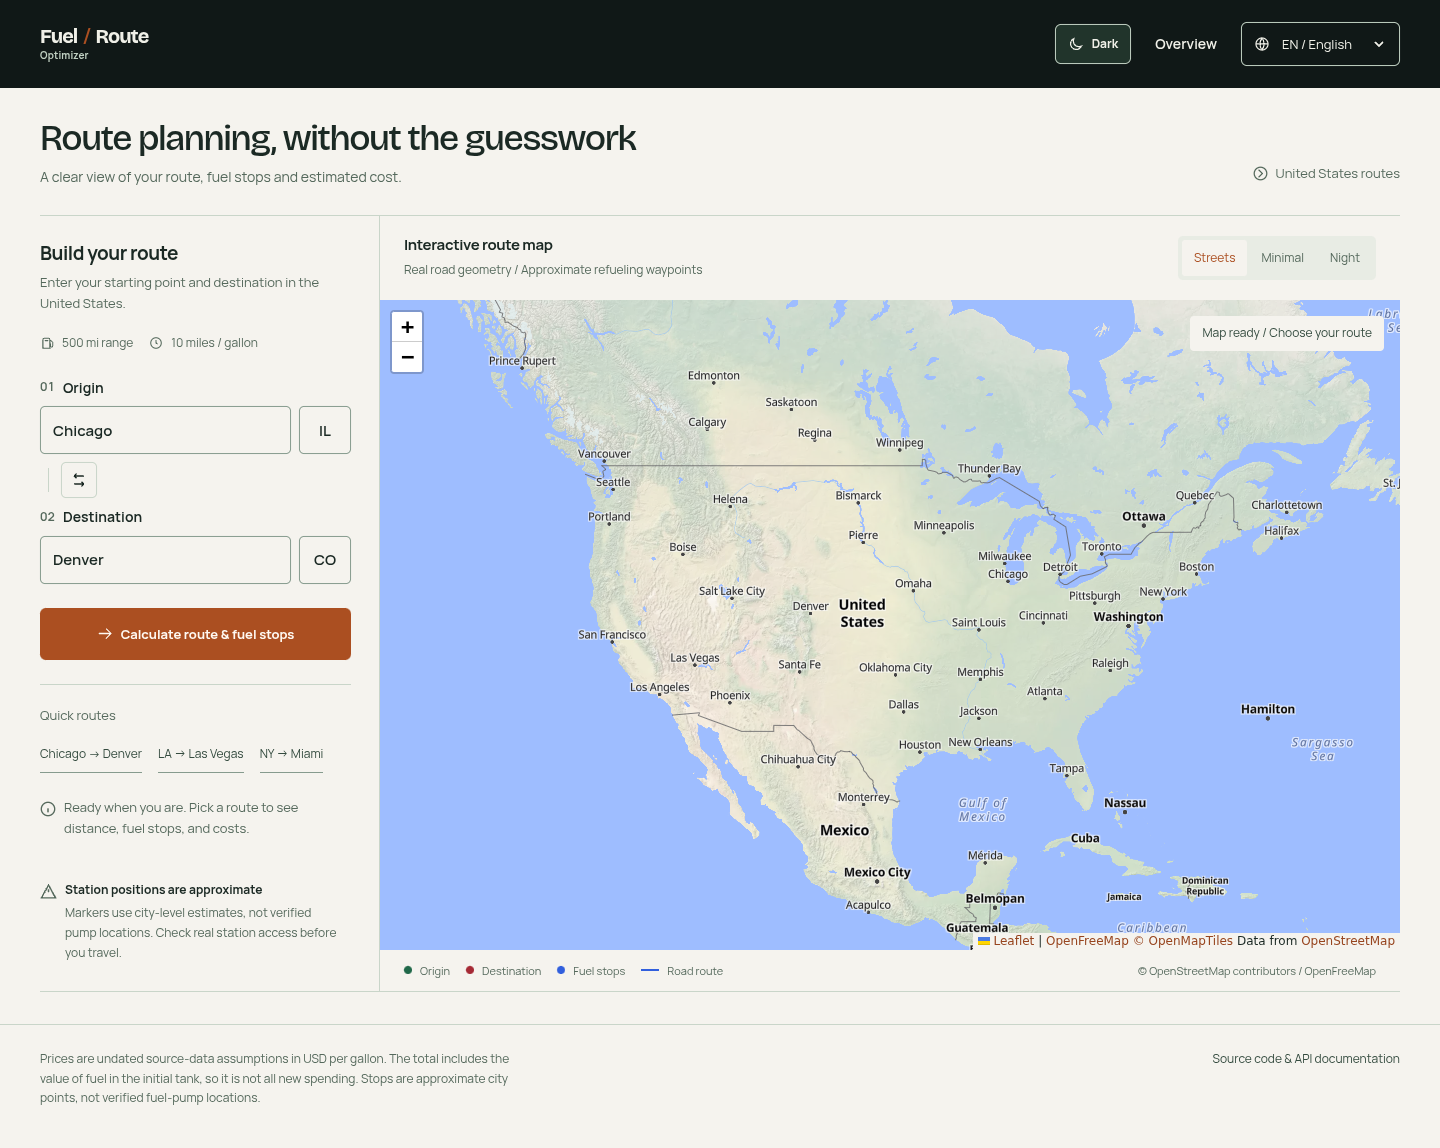 Fuel / Route
Optimizer
Dark
Overview
EN / English
Route planning, without the guesswork
A clear view of your route, fuel stops and estimated cost.
United States routes
Build your route
Enter your starting point and destination in the
United States.
500 mi range
10 miles / gallon
01 Origin
Chicago
IL
02 Destination
Denver
CO
→ Calculate route & fuel stops
Quick routes
Chicago → Denver
LA → Las Vegas
NY → Miami
Ready when you are. Pick a route to see
distance, fuel stops, and costs.
Station positions are approximate
Markers use city-level estimates, not verified
pump locations. Check real station access before
you travel.
Interactive route map
Real road geometry / Approximate refueling waypoints
Streets
Minimal
Night
+
−
Map ready / Choose your route
Prince Rupert
Edmonton
Saskatoon
Calgary
Regina
Winnipeg
Vancouver
Thunder Bay
Seattle
Helena
Bismarck
Quebec
Charlottetown
St. J
Portland
Minneapolis
Ottawa
Halifax
Pierre
Boise
Milwaukee
Toronto
Chicago
Detroit
Boston
Salt Lake City
Omaha
Pittsburgh
New York
Denver
United
States
Saint Louis
Cincinnati
Washington
San Francisco
Las Vegas
Santa Fe
Oklahoma City
Memphis
Raleigh
Los Angeles
Phoenix
Dallas
Jackson
Atlanta
Hamilton
Houston
New Orleans
Sargasso
Sea
Chihuahua City
Tampa
Monterrey
Gulf of
Mexico
Nassau
Mexico
Cuba
Mérida
Mexico City
Dominican
Republic
Jamaica
Acapulco
Belmopan
Guatemala
Caribbean
Leaflet | OpenFreeMap © OpenMapTiles Data from OpenStreetMap
Origin
Destination
Fuel stops
Road route
© OpenStreetMap contributors / OpenFreeMap
Prices are undated source-data assumptions in USD per gallon. The total includes the
value of fuel in the initial tank, so it is not all new spending. Stops are approximate city
points, not verified fuel-pump locations.
Source code & API documentation